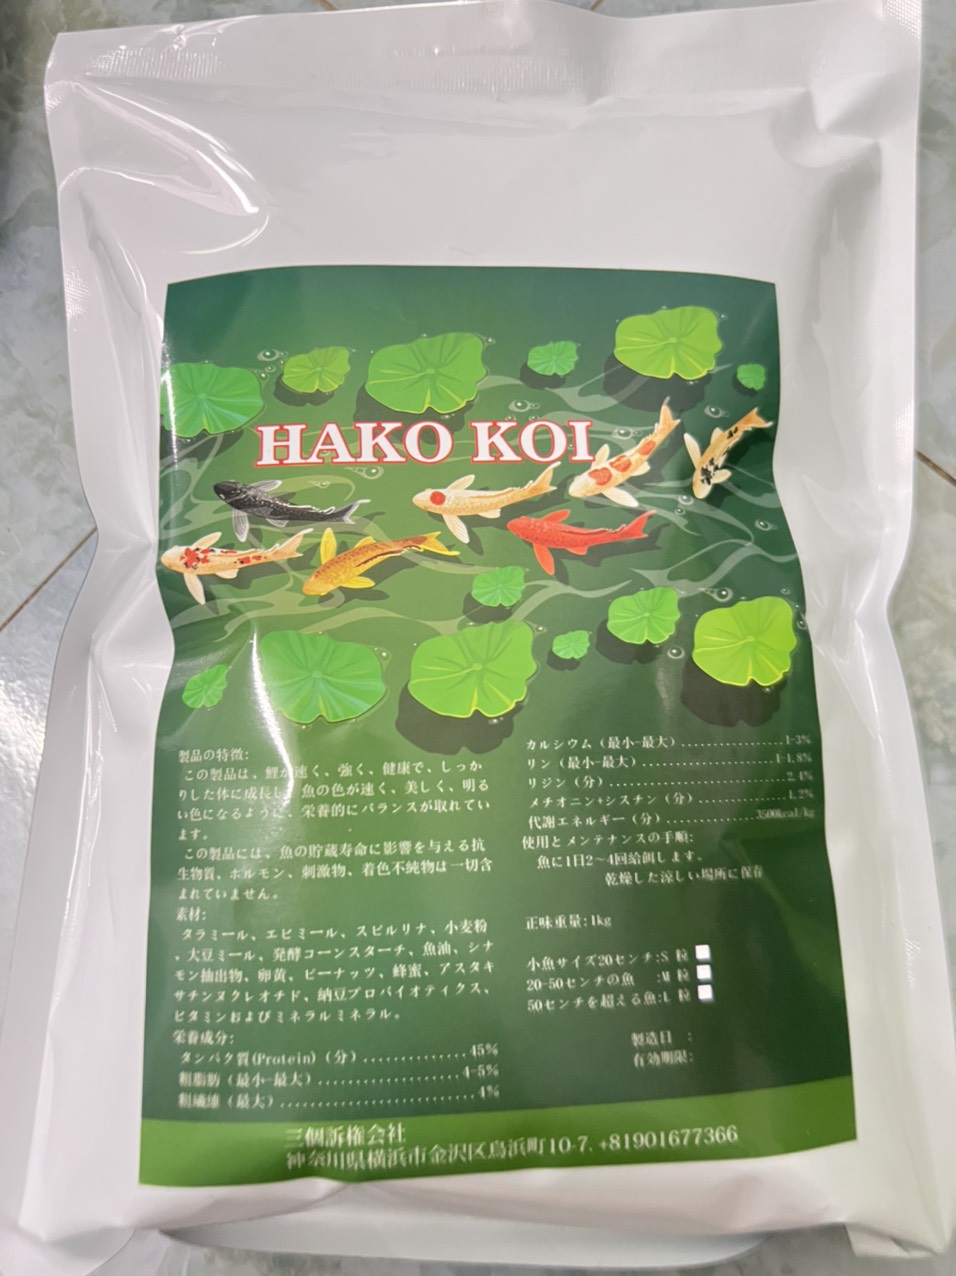 HAKO KOI
製品の特徴:
この製品は、鯉が速く、強く、健康で、しっか
りした体に成長し、魚の色が速く、美しく、明る
い色になるように、栄養的にバランスが取れてい
ます。
この製品には、魚の貯蔵寿命に影響を与える抗
生物質、ホルモン、刺激物、着色不純物は一切含
まれていません。
素材:
タラミール、エビミール、スピルリナ、小麦粉
、大豆ミール、発酵コーンスターチ、魚油、シナ
モン抽出物、卵黄、ピーナッツ、蜂蜜、アスタキ
サチンヌクレオチド、納豆プロバイオティクス、
ビタミンおよびミネラルミネラル。
栄養成分:
タンパク質(Protein)(分)..................45%
粗脂肪(最小-最大)........................4-5%
粗繊維(最大).............................4%
カルシウム(最小-最大)..................1-3%
リン(最小-最大)........................1-1,8%
リジン(分)..............................2.4%
メチオニン+シスチン(分).................1.2%
代謝エネルギー(分)..................3500kcal/kg
使用とメンテナンスの手順:
魚に1日2~4回給餌します。
乾燥した涼しい場所に保存
正味重量:1kg
小魚サイズ20センチ:S 粒
20-50センチの魚 :M 粒
50センチを超える魚:L 粒
製造日 :
有効期限:
三個訴権会社
神奈川県横浜市金沢区鳥浜町10-7. +81901677366